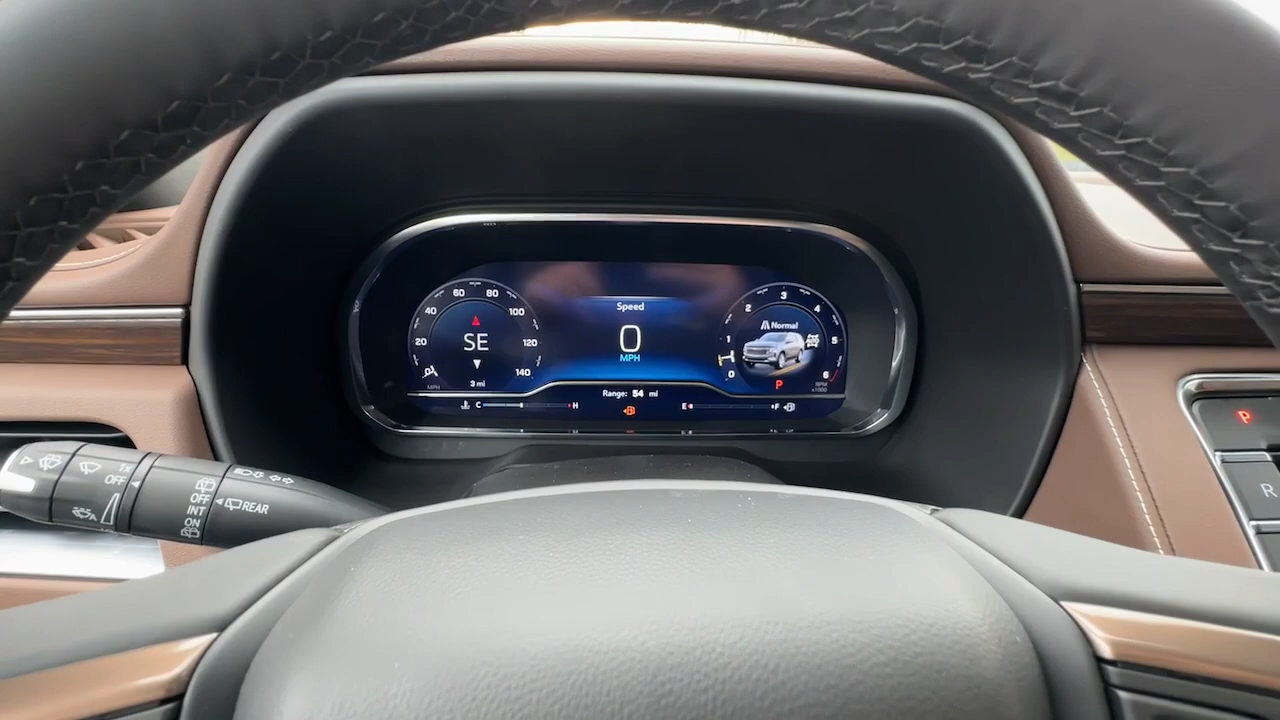 Speed
0
MPH
20
40
60
80
100
120
140
SE
MPH
3 mi
0
1
2
3
4
5
6
Normal
P
RPM
x1000
Range: 54 mi
C
H
E
F
1x
OFF
OFF
INT
ON
REAR
P
R